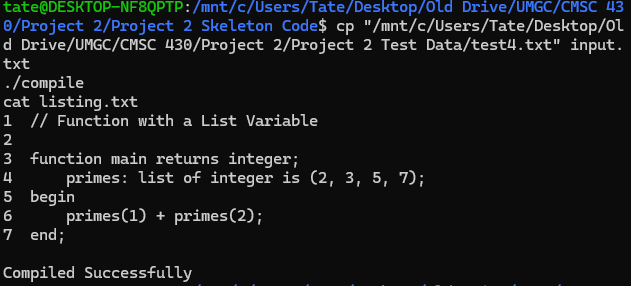 tate@DESKTOP-NF8QPTP:/mnt/c/Users/Tate/Desktop/Old Drive/UMGC/CMSC 43
0/Project 2/Project 2 Skeleton Code$ cp "/mnt/c/Users/Tate/Desktop/Ol
d Drive/UMGC/CMSC 430/Project 2/Project 2 Test Data/test4.txt" input.
txt
./compile
cat listing.txt
1  // Function with a List Variable
2
3  function main returns integer;
4      primes: list of integer is (2, 3, 5, 7);
5  begin
6      primes(1) + primes(2);
7  end;

Compiled Successfully